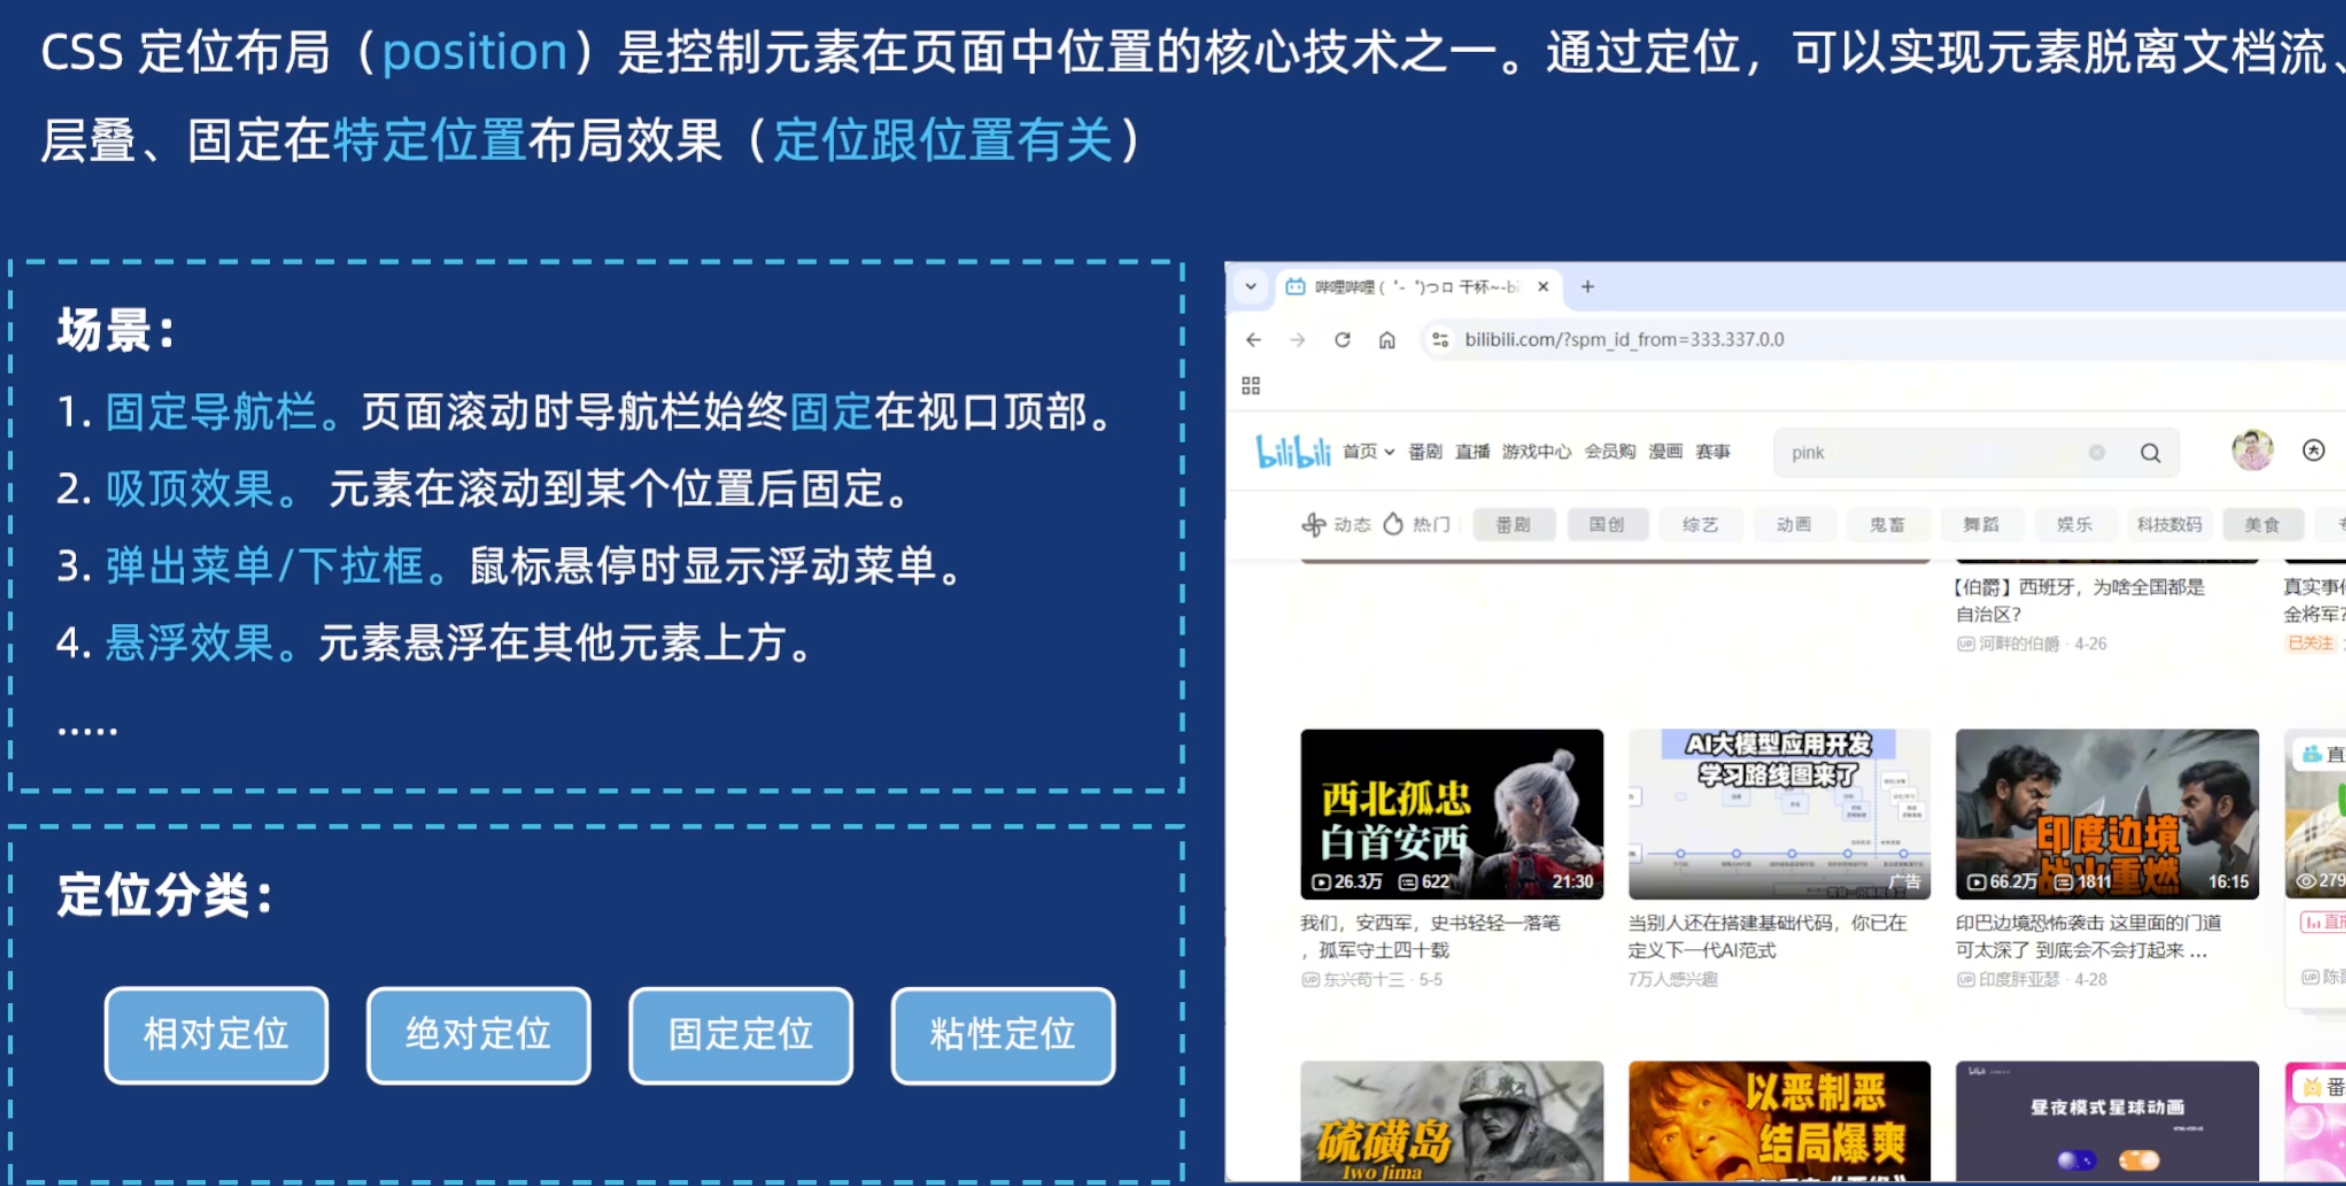 CSS 定位布局（position）是控制元素在页面中位置的核心技术之一。通过定位，可以实现元素脱离文档流、
层叠、固定在特定位置布局效果（定位跟位置有关）
场景：
1. 固定导航栏。页面滚动时导航栏始终固定在视口顶部。
2. 吸顶效果。 元素在滚动到某个位置后固定。
3. 弹出菜单/下拉框。鼠标悬停时显示浮动菜单。
4. 悬浮效果。元素悬浮在其他元素上方。
.....
定位分类：
相对定位 绝对定位 固定定位 粘性定位
哔哩哔哩 ( ゜- ゜)つロ 干杯~-bi
bilibili.com/?spm_id_from=333.337.0.0
bilibili 首页 番剧 直播 游戏中心 会员购 漫画 赛事 pink
动态 热门 番剧 国创 综艺 动画 鬼畜 舞蹈 娱乐 科技数码 美食
【伯爵】西班牙，为啥全国都是
自治区？
UP 河畔的伯爵 · 4-26
真实事
金将军?
已关注
西北孤忠
白首安西
26.3万 622 21:30
我们，安西军，史书轻轻一落笔
，孤军守土四十载
UP 东兴苟十三 · 5-5
AI大模型应用开发
学习路线图来了
广告
当别人还在搭建基础代码，你已在
定义下一代AI范式
7万人感兴趣
印度边境
战火重燃
66.2万 1811 16:15
印巴边境恐怖袭击 这里面的门道
可太深了 到底会不会打起来 ...
UP 印度胖亚瑟 · 4-28
直
279
直播
UP 陈
硫磺岛
Iwo Jima
以恶制恶
结局爆爽
昼夜模式星球动画
番